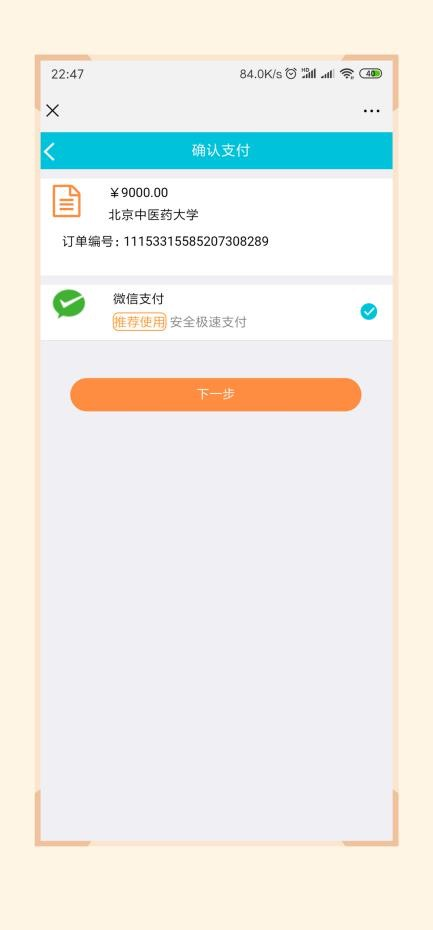 22:47 84.0K/s HD 40
确认支付
￥9000.00
北京中医药大学
订单编号: 11153315585207308289
微信支付
推荐使用 安全极速支付
下一步